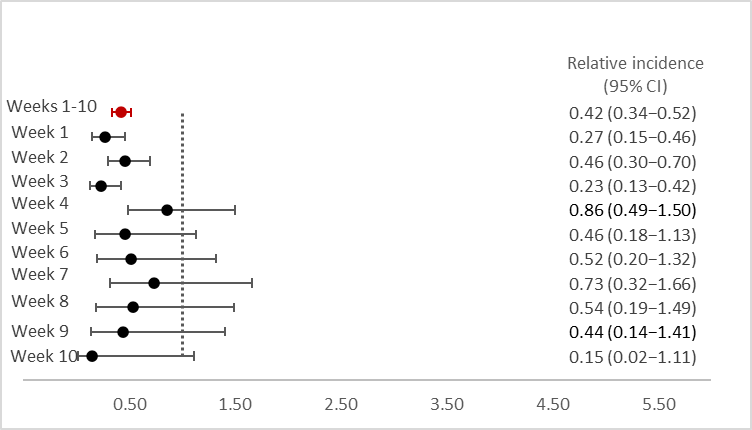 Relative incidence
(95% CI)
Weeks 1-10 0.42 (0.34−0.52)
Week 1 0.27 (0.15−0.46)
Week 2 0.46 (0.30−0.70)
Week 3 0.23 (0.13−0.42)
Week 4 0.86 (0.49−1.50)
Week 5 0.46 (0.18−1.13)
Week 6 0.52 (0.20−1.32)
Week 7 0.73 (0.32−1.66)
Week 8 0.54 (0.19−1.49)
Week 9 0.44 (0.14−1.41)
Week 10 0.15 (0.02−1.11)
0.50 1.50 2.50 3.50 4.50 5.50